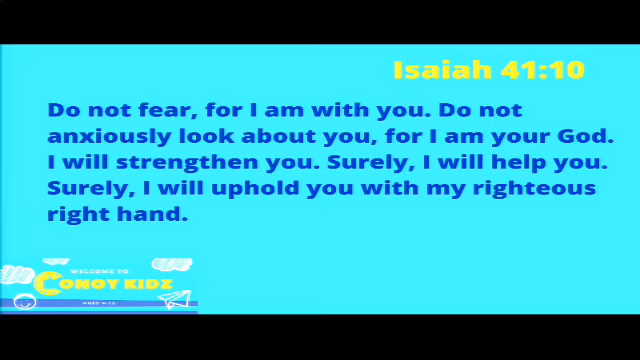 Isaiah 41:10
Do not fear, for I am with you. Do not
anxiously look about you, for I am your God.
I will strengthen you. Surely, I will help you.
Surely, I will uphold you with my righteous
right hand.
WELCOME TO
CONOY KIDZ